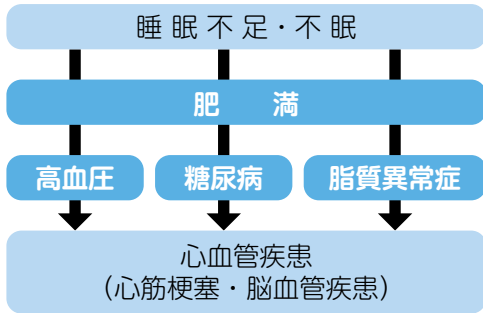 睡眠不足・不眠
肥　満
高血圧　糖尿病　脂質異常症
心血管疾患
（心筋梗塞・脳血管疾患）